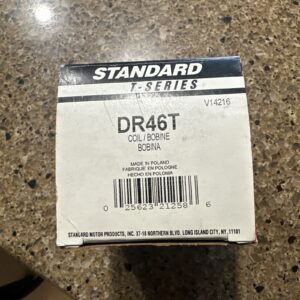 STANDARD
T-SERIES
V14216
DR46T
COIL / BOBINE
BOBINA
MADE IN POLAND
FABRIQUÉ EN POLOGNE
HECHO EN POLONIA
0 25623 21258 6
STANDARD MOTOR PRODUCTS, INC. 37-18 NORTHERN BLVD. LONG ISLAND CITY, NY, 11101